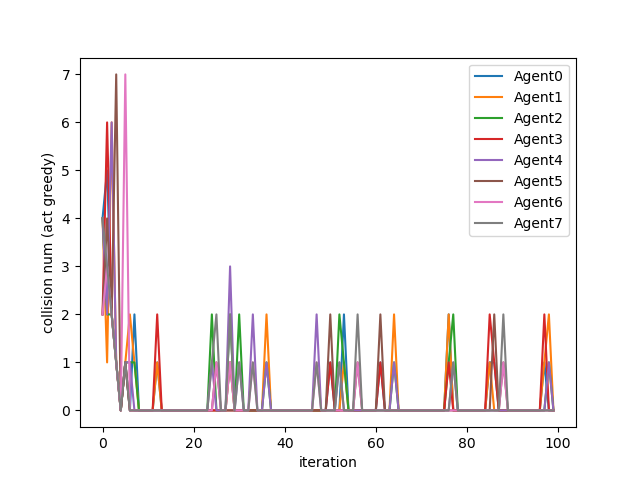 collision num (act greedy)
7
6
5
4
3
2
1
0
0 20 40 60 80 100
iteration
Agent0
Agent1
Agent2
Agent3
Agent4
Agent5
Agent6
Agent7